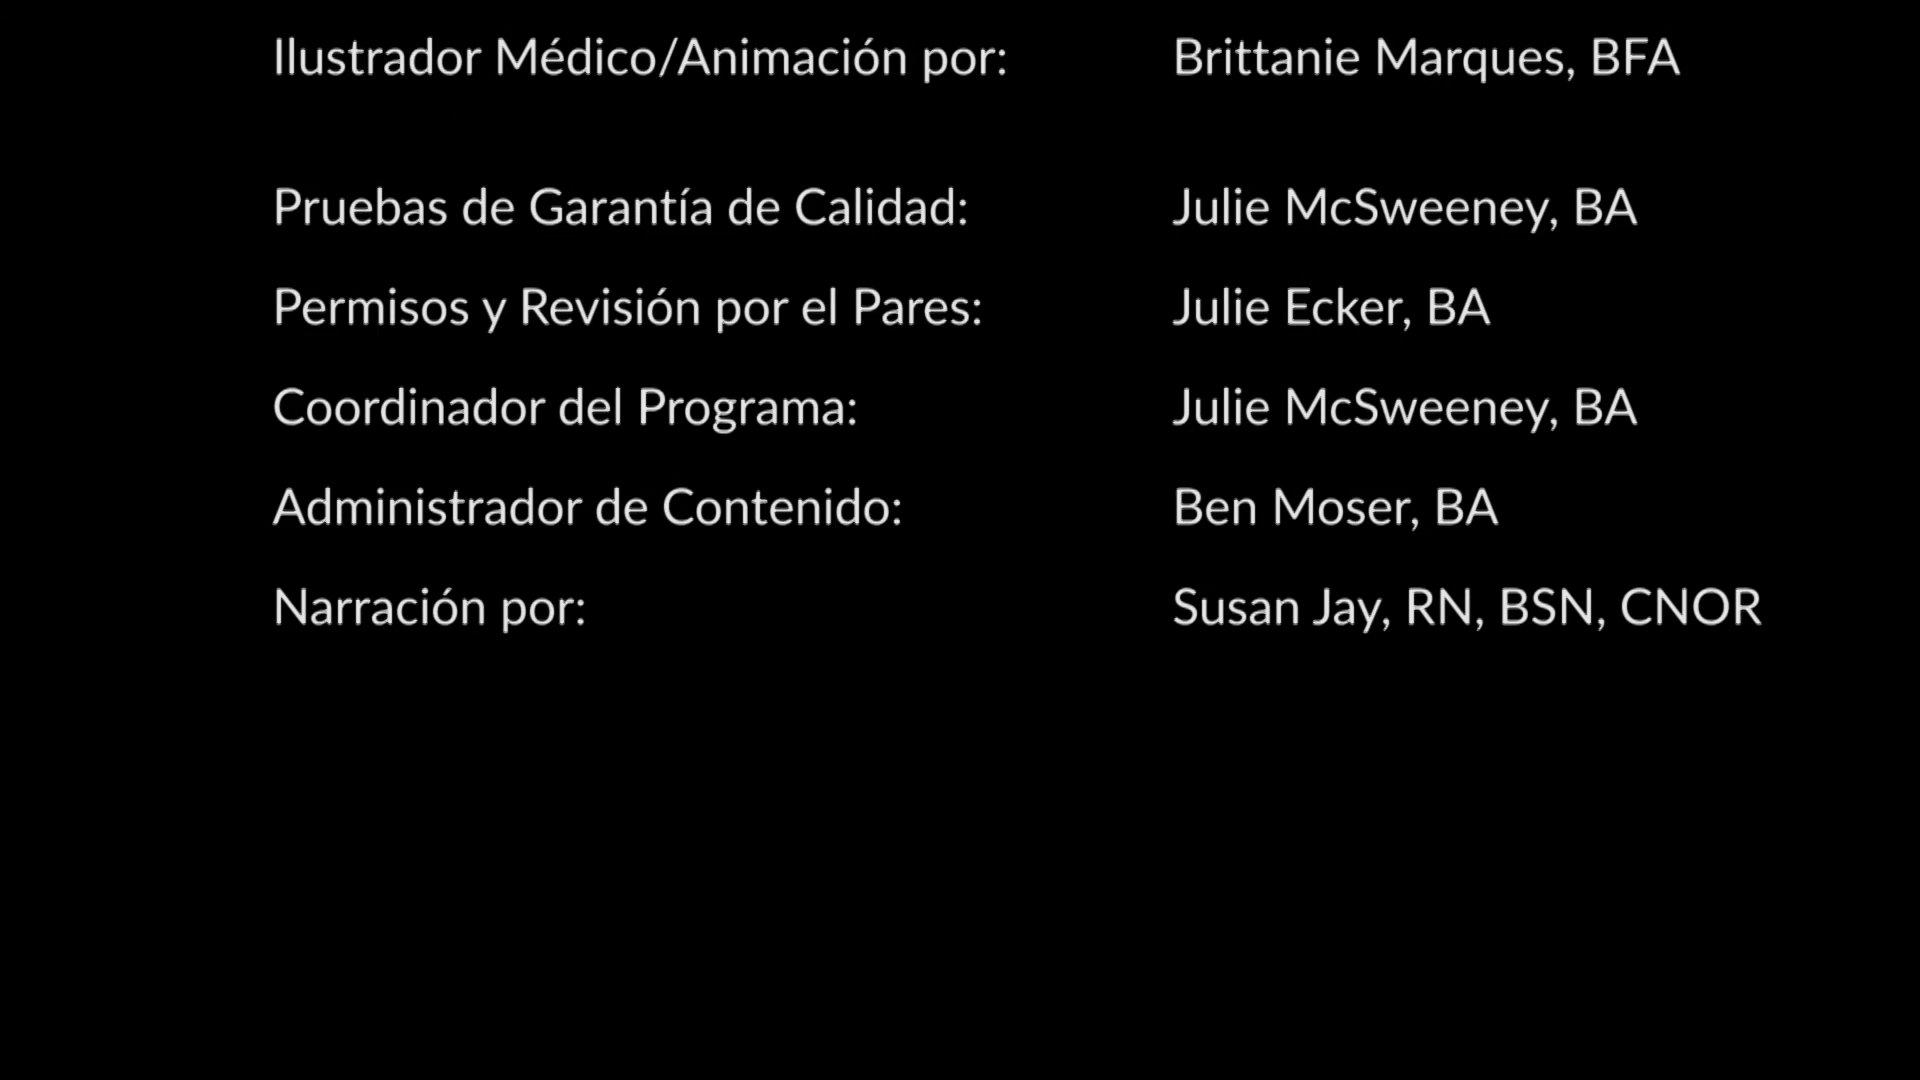 Ilustrador Médico/Animación por: Brittanie Marques, BFA
Pruebas de Garantía de Calidad: Julie McSweeney, BA
Permisos y Revisión por el Pares: Julie Ecker, BA
Coordinador del Programa: Julie McSweeney, BA
Administrador de Contenido: Ben Moser, BA
Narración por: Susan Jay, RN, BSN, CNOR